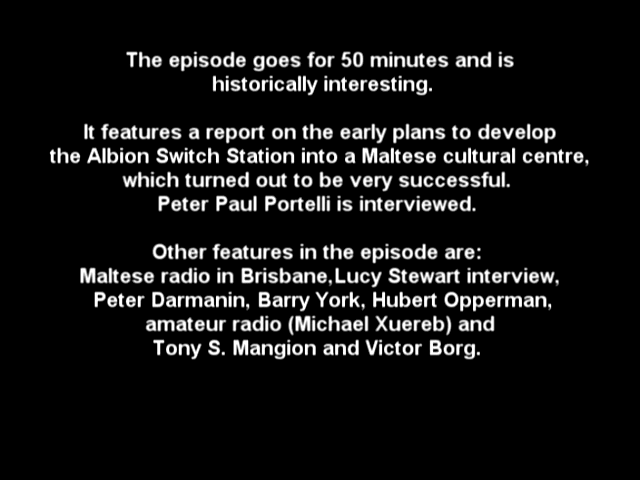 The episode goes for 50 minutes and is
historically interesting.
It features a report on the early plans to develop
the Albion Switch Station into a Maltese cultural centre,
which turned out to be very successful.
Peter Paul Portelli is interviewed.
Other features in the episode are:
Maltese radio in Brisbane,Lucy Stewart interview,
Peter Darmanin, Barry York, Hubert Opperman,
amateur radio (Michael Xuereb) and
Tony S. Mangion and Victor Borg.